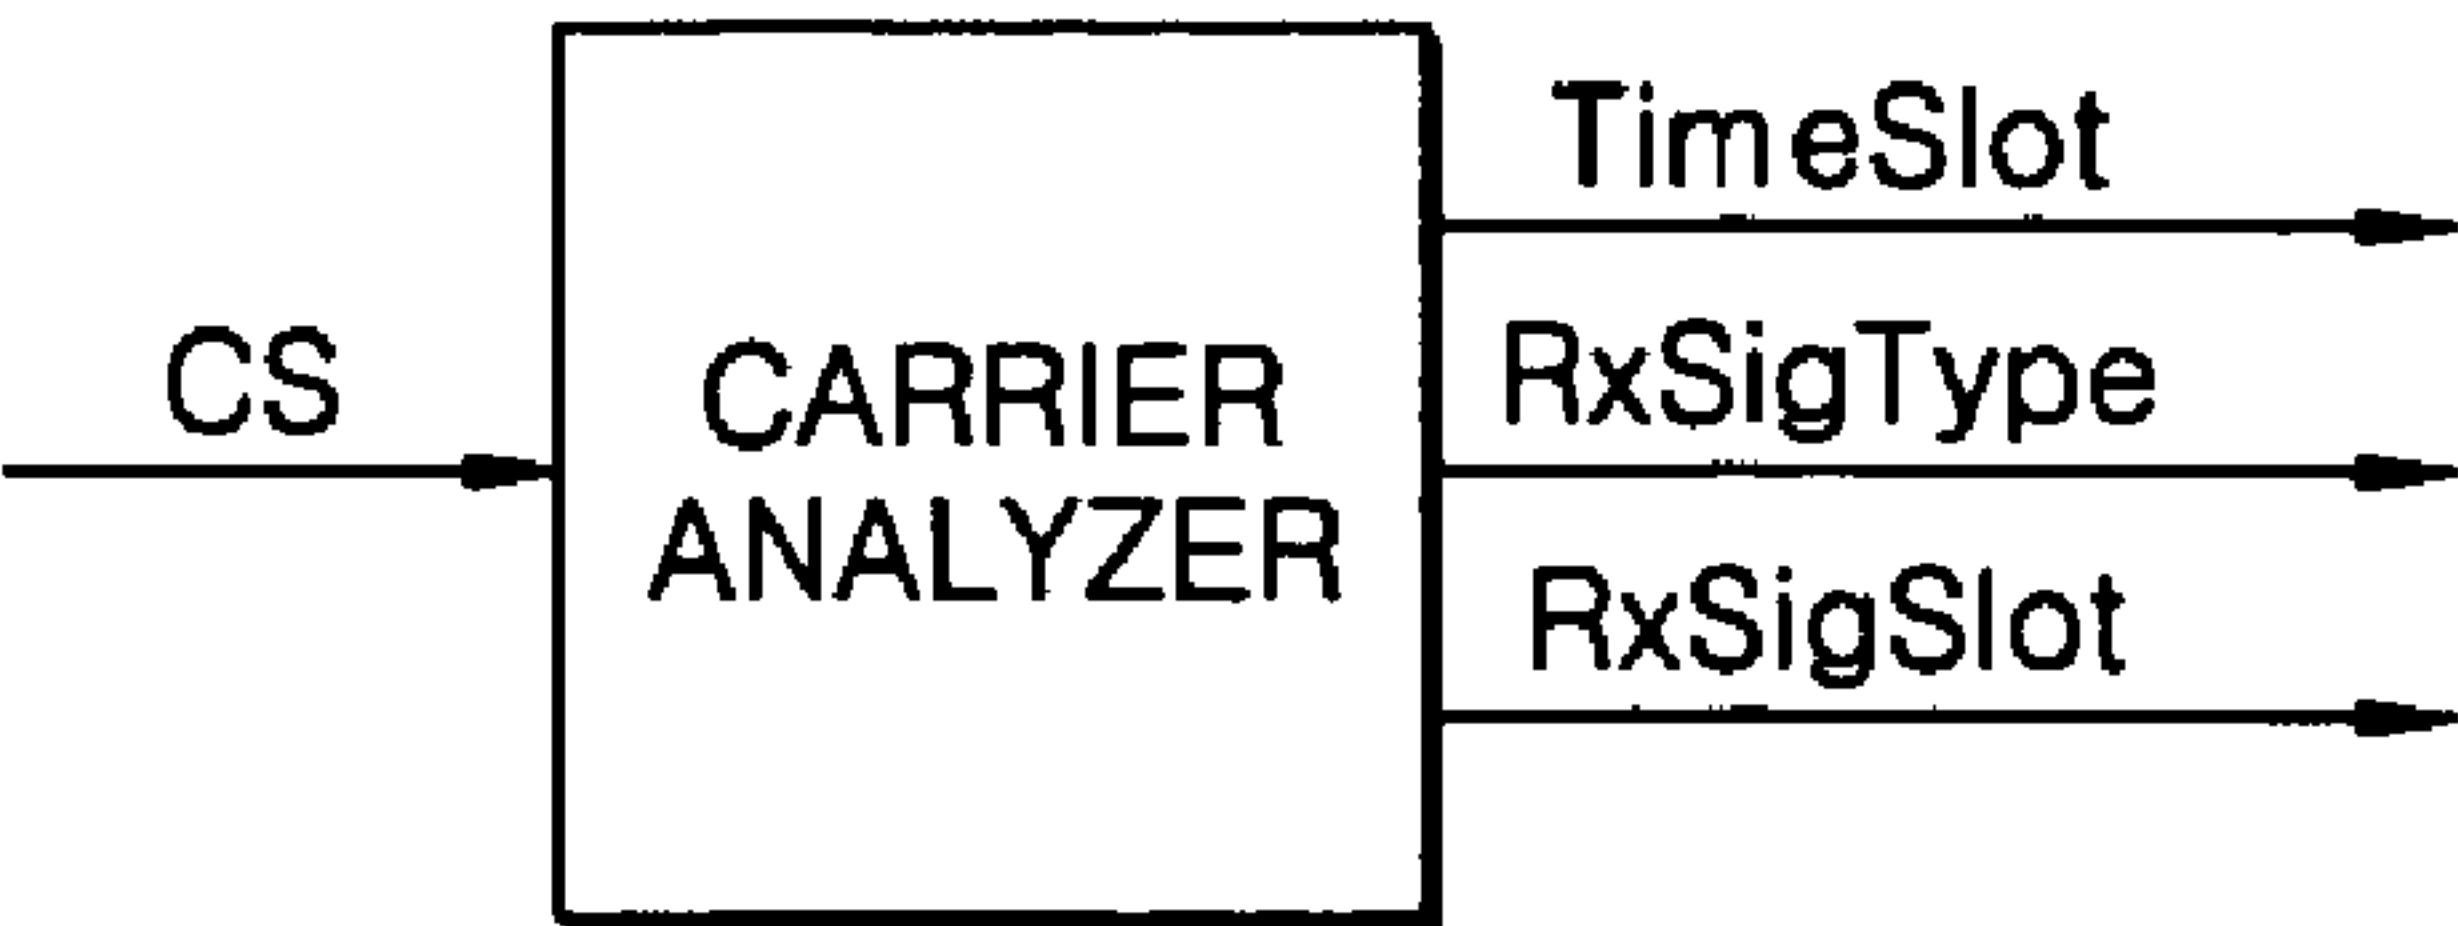 TimeSlot
CS
CARRIER
ANALYZER
RxSigType
RxSigSlot